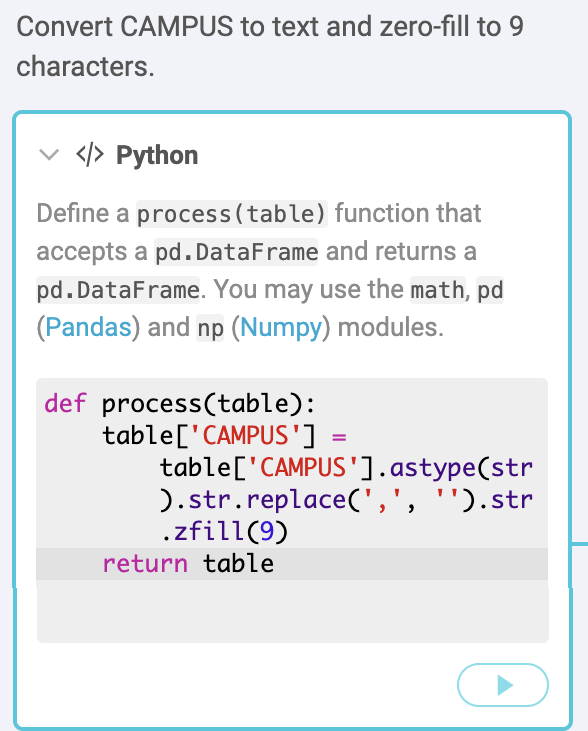 Convert CAMPUS to text and zero-fill to 9
characters.
</> Python
Define a process(table) function that
accepts a pd.DataFrame and returns a
pd.DataFrame. You may use the math, pd
(Pandas) and np (Numpy) modules.
def process(table):
    table['CAMPUS'] =
        table['CAMPUS'].astype(str
        ).str.replace(',', '').str
        .zfill(9)
    return table